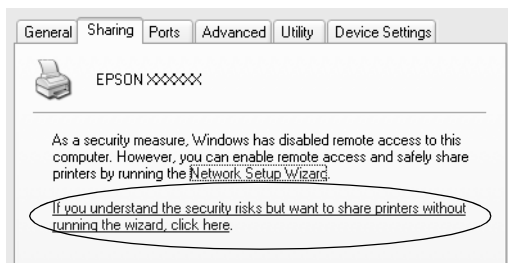 General Sharing Ports Advanced Utility Device Settings
EPSON XXXXXX
As a security measure, Windows has disabled remote access to this
computer. However, you can enable remote access and safely share
printers by running the Network Setup Wizard.
If you understand the security risks but want to share printers without
running the wizard, click here.